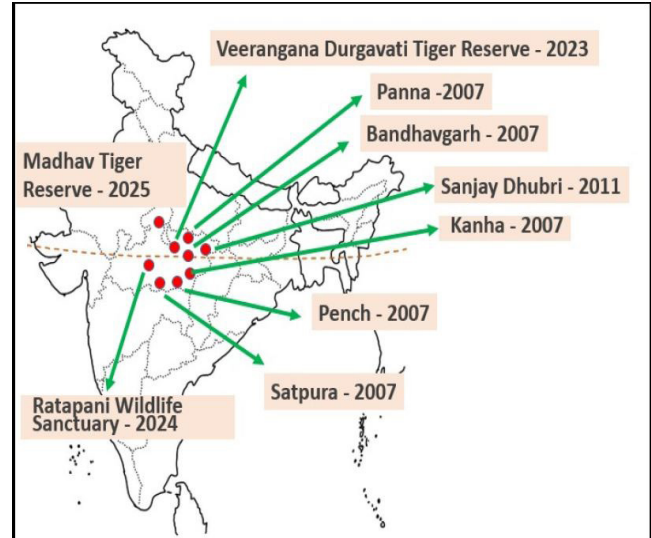 Veerangana Durgavati Tiger Reserve - 2023
Panna -2007
Bandhavgarh - 2007
Madhav Tiger
Reserve - 2025
Sanjay Dhubri - 2011
Kanha - 2007
Pench - 2007
Satpura - 2007
Ratapani Wildlife
Sanctuary - 2024